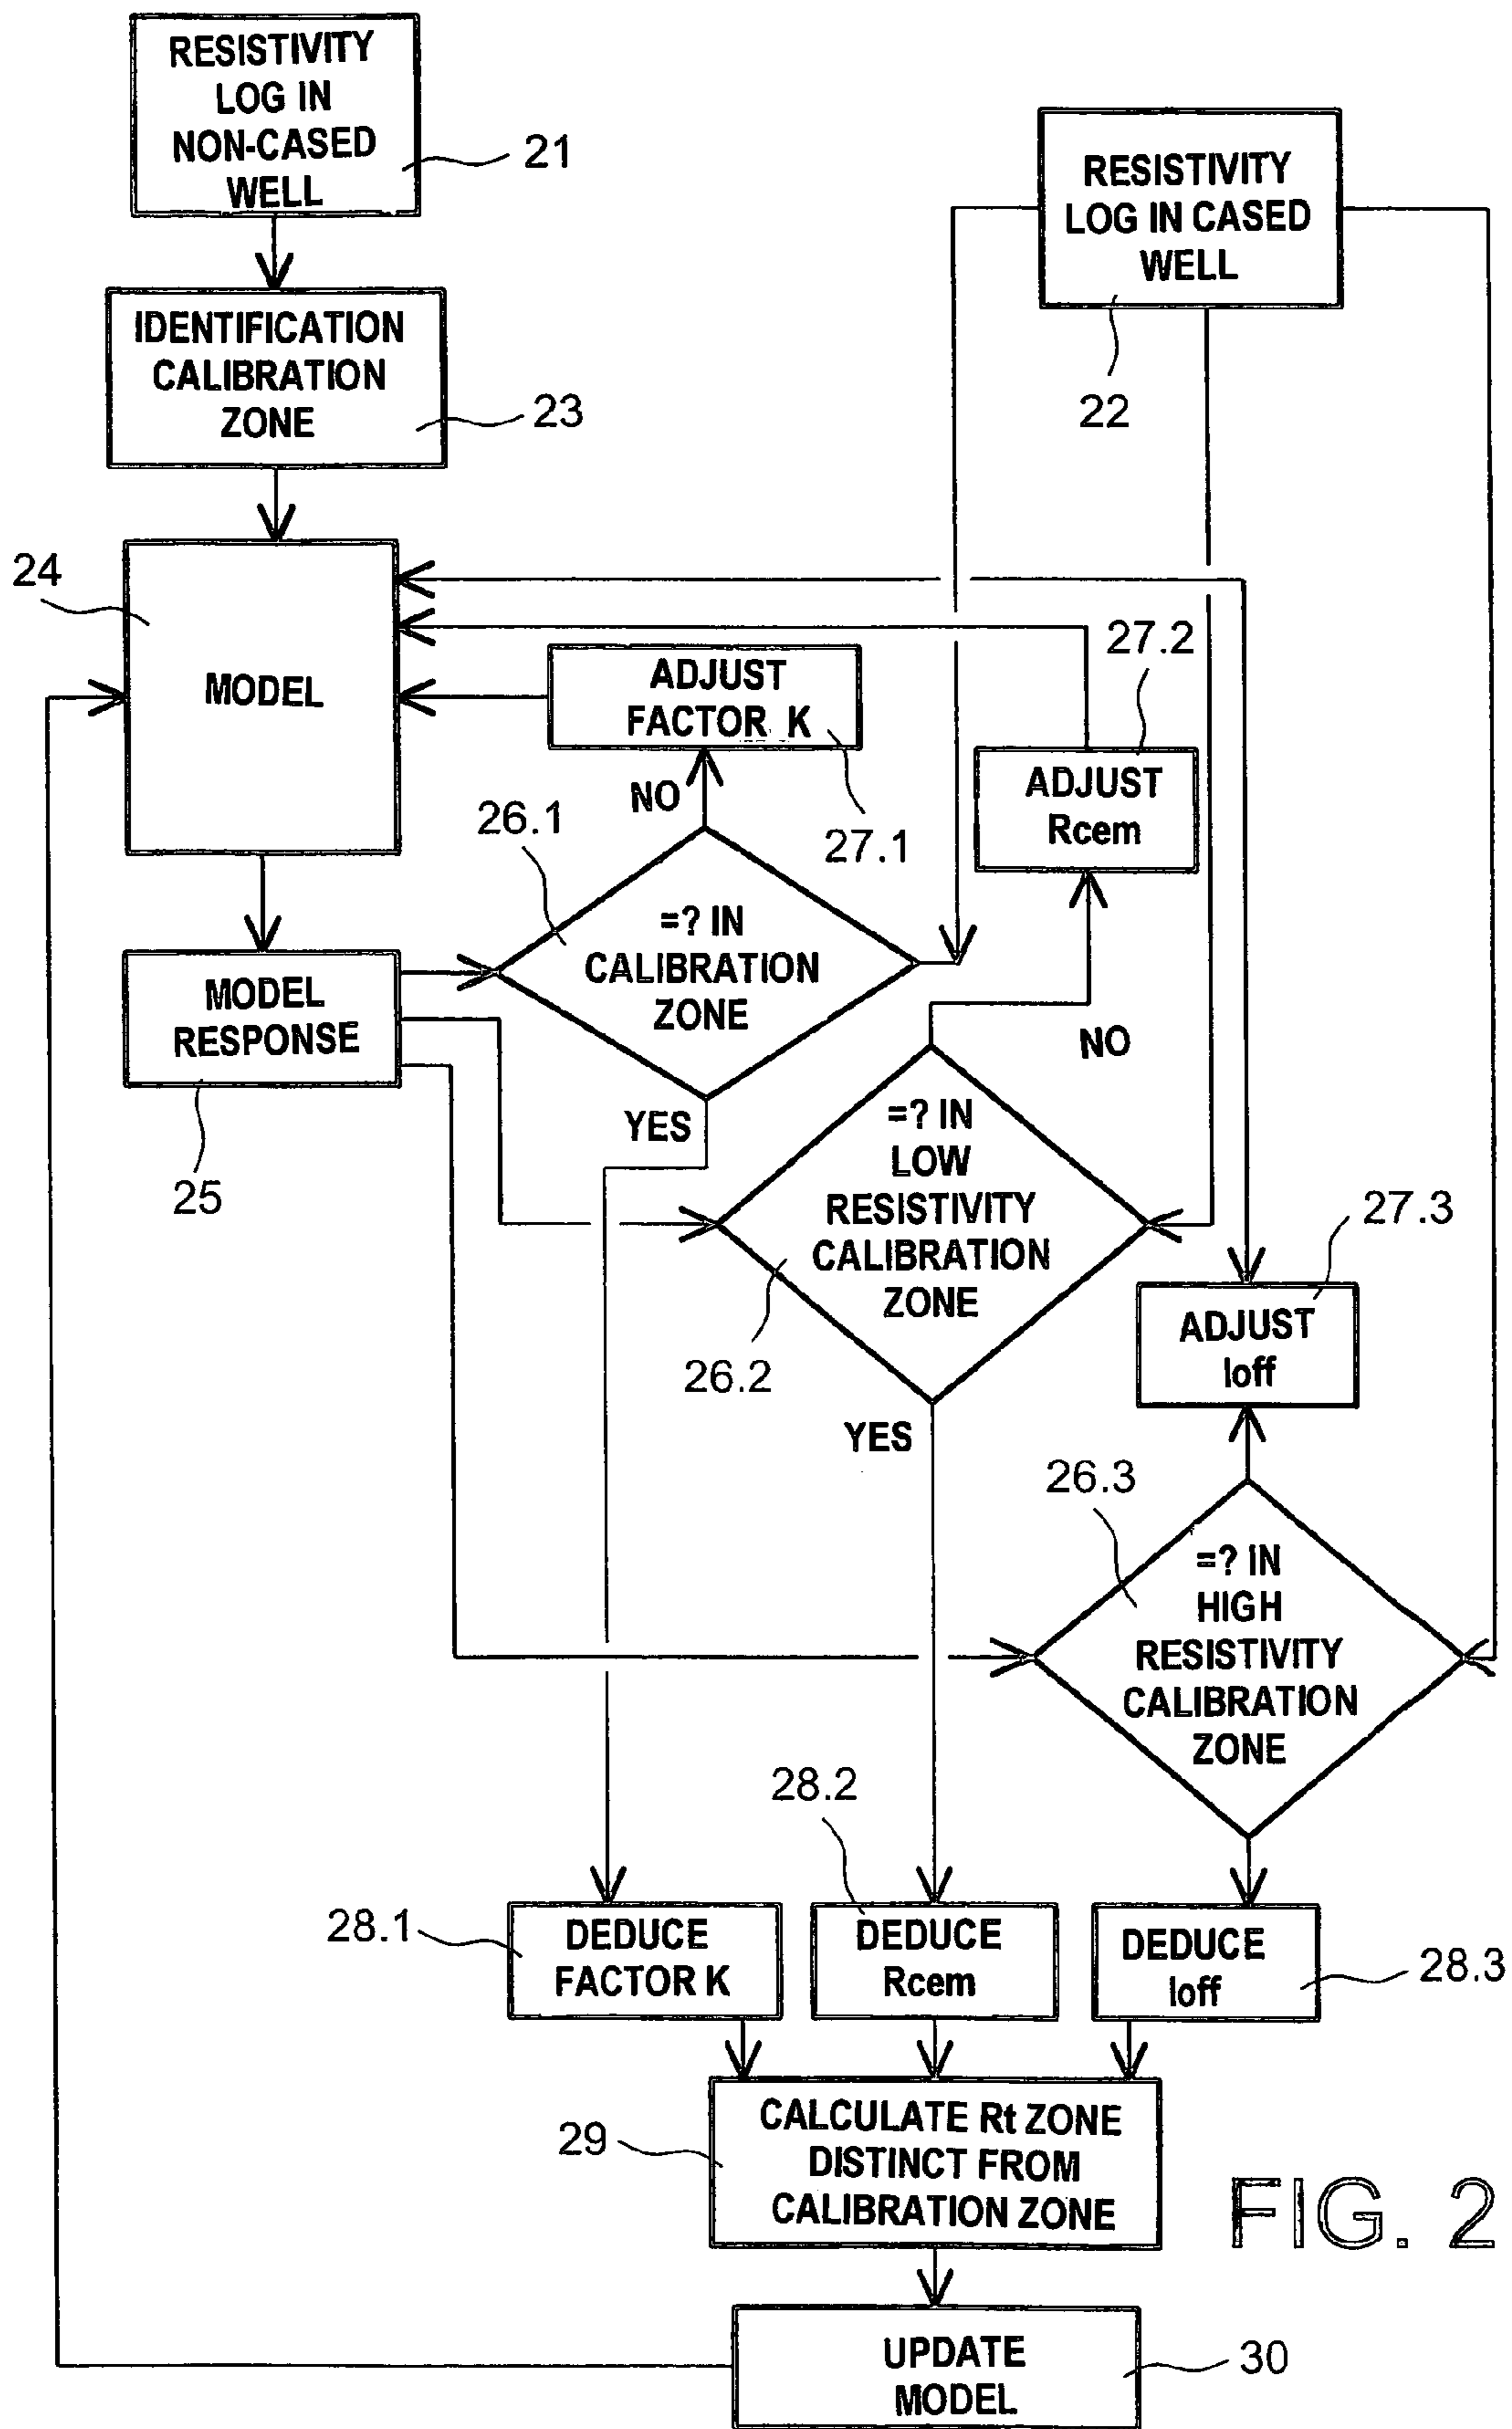 RESISTIVITY
LOG IN
NON-CASED
WELL
21
RESISTIVITY
LOG IN CASED
WELL
22
IDENTIFICATION
CALIBRATION
ZONE
23
24
MODEL
ADJUST
FACTOR K
27.1
27.2
ADJUST
Rcem
NO
26.1
=? IN
CALIBRATION
ZONE
MODEL
RESPONSE
25
YES
NO
=? IN
LOW
RESISTIVITY
CALIBRATION
ZONE
26.2
27.3
ADJUST
Ioff
YES
26.3
=? IN
HIGH
RESISTIVITY
CALIBRATION
ZONE
28.1
DEDUCE
FACTOR K
28.2
DEDUCE
Rcem
DEDUCE
Ioff
28.3
29
CALCULATE Rt ZONE
DISTINCT FROM
CALIBRATION ZONE
FIG. 2
UPDATE
MODEL
30